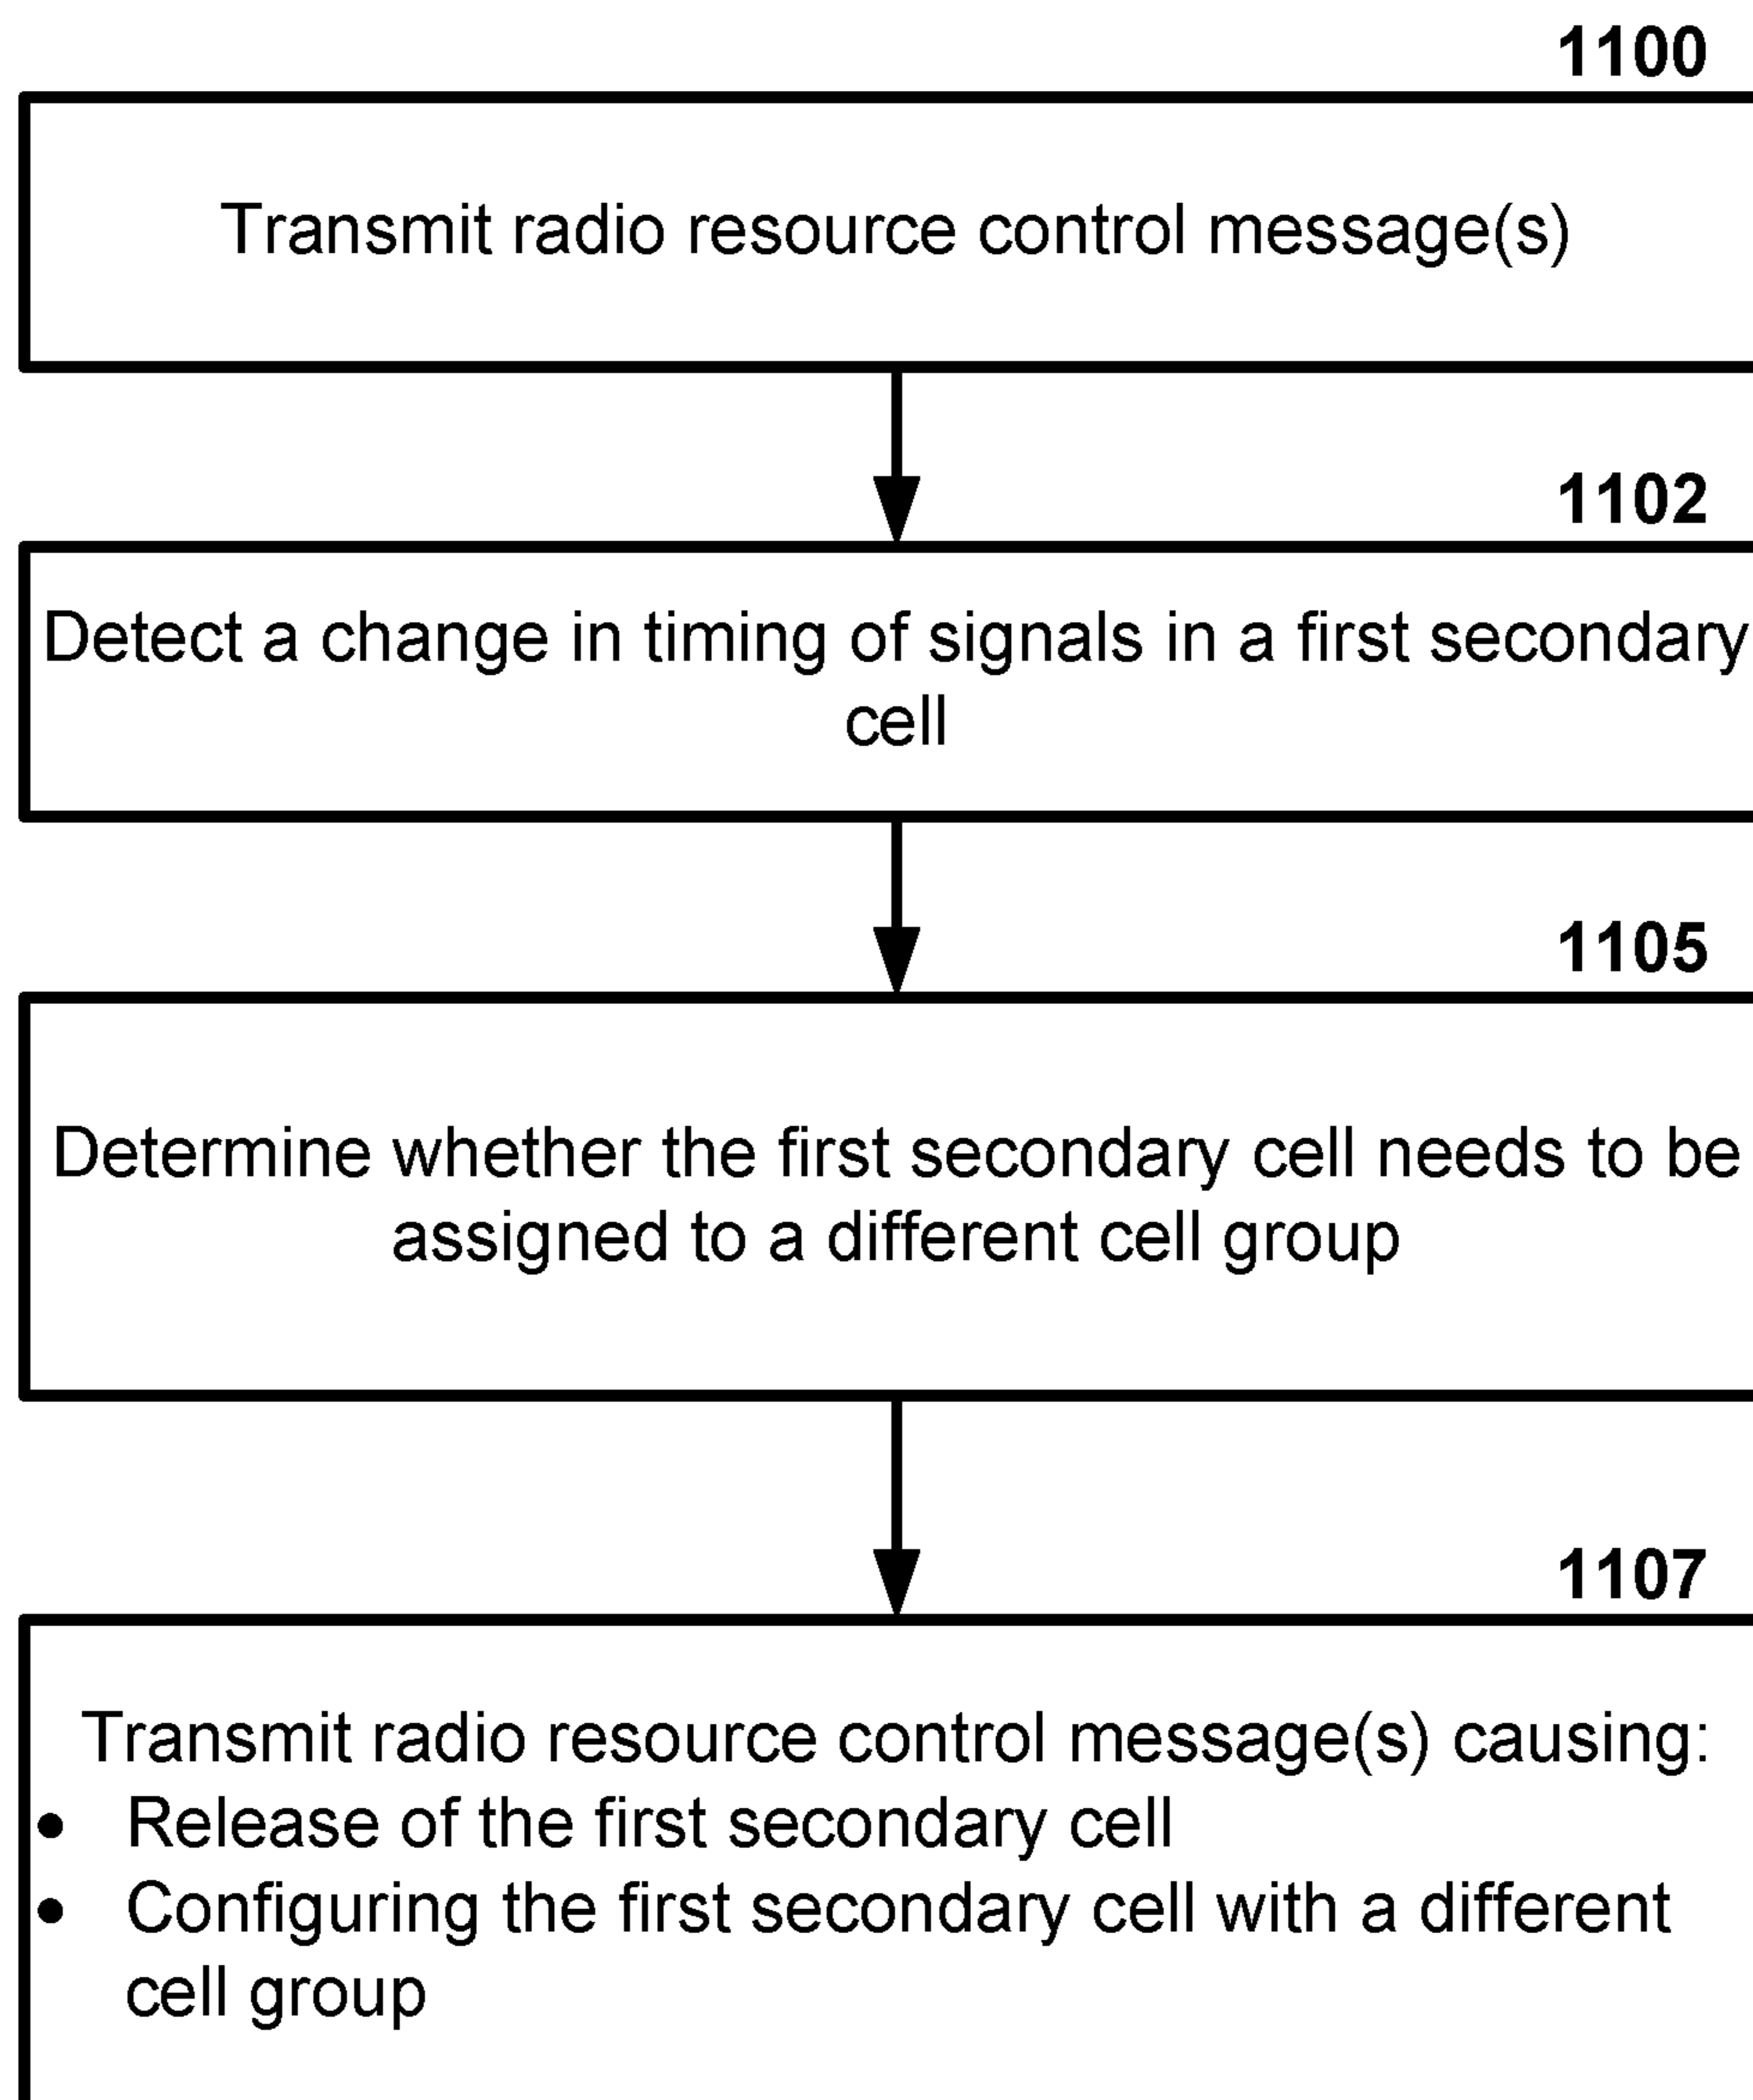 1100
Transmit radio resource control message(s)
1102
Detect a change in timing of signals in a first secondary
cell
1105
Determine whether the first secondary cell needs to be
assigned to a different cell group
1107
Transmit radio resource control message(s) causing:
• Release of the first secondary cell
• Configuring the first secondary cell with a different
cell group